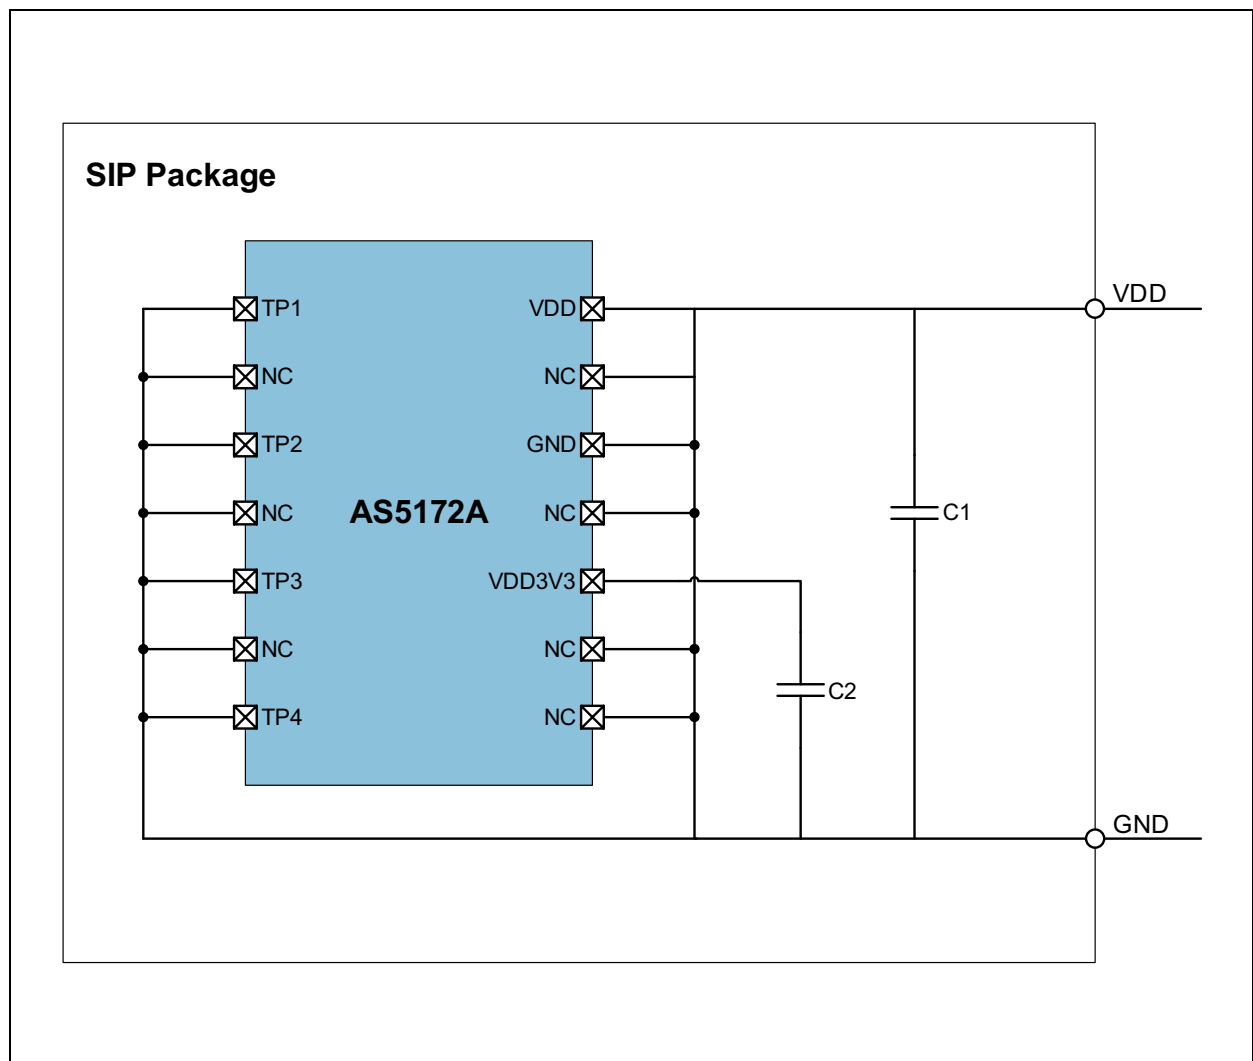 SIP Package
TP1
VDD
VDD
NC
NC
TP2
GND
NC
AS5172A
NC
C1
TP3
VDD3V3
NC
NC
C2
TP4
NC
GND